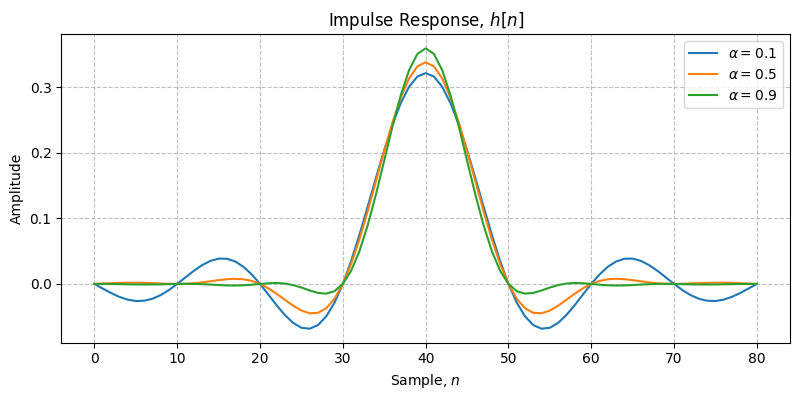 Impulse Response, h[n]
α = 0.1
α = 0.5
α = 0.9
Amplitude
0.3
0.2
0.1
0.0
0 10 20 30 40 50 60 70 80
Sample, n